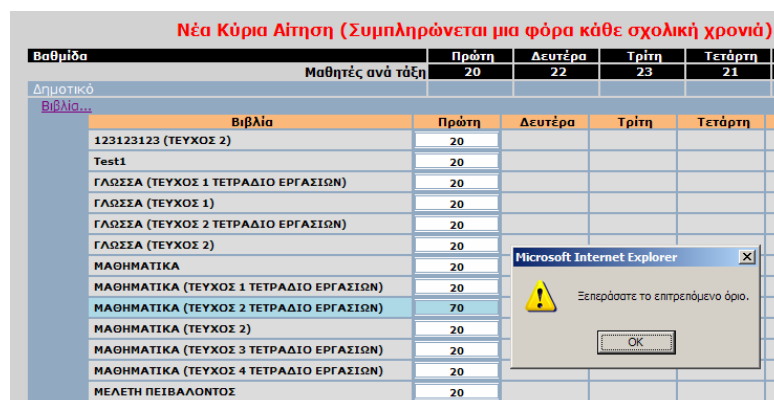 Νέα Κύρια Αίτηση (Συμπληρώνεται μια φόρα κάθε σχολική χρονιά)
Βαθμίδα Πρώτη Δευτέρα Τρίτη Τετάρτη
Μαθητές ανά τάξη 20 22 23 21
Δημοτικό
Βιβλία...
Βιβλία Πρώτη Δευτέρα Τρίτη Τετάρτη
123123123 (ΤΕΥΧΟΣ 2) 20
Test1 20
ΓΛΩΣΣΑ (ΤΕΥΧΟΣ 1 ΤΕΤΡΑΔΙΟ ΕΡΓΑΣΙΩΝ) 20
ΓΛΩΣΣΑ (ΤΕΥΧΟΣ 1) 20
ΓΛΩΣΣΑ (ΤΕΥΧΟΣ 2 ΤΕΤΡΑΔΙΟ ΕΡΓΑΣΙΩΝ) 20
ΓΛΩΣΣΑ (ΤΕΥΧΟΣ 2) 20
ΜΑΘΗΜΑΤΙΚΑ 20
ΜΑΘΗΜΑΤΙΚΑ (ΤΕΥΧΟΣ 1 ΤΕΤΡΑΔΙΟ ΕΡΓΑΣΙΩΝ) 20
ΜΑΘΗΜΑΤΙΚΑ (ΤΕΥΧΟΣ 2 ΤΕΤΡΑΔΙΟ ΕΡΓΑΣΙΩΝ) 70
ΜΑΘΗΜΑΤΙΚΑ (ΤΕΥΧΟΣ 2) 20
ΜΑΘΗΜΑΤΙΚΑ (ΤΕΥΧΟΣ 3 ΤΕΤΡΑΔΙΟ ΕΡΓΑΣΙΩΝ) 20
ΜΑΘΗΜΑΤΙΚΑ (ΤΕΥΧΟΣ 4 ΤΕΤΡΑΔΙΟ ΕΡΓΑΣΙΩΝ) 20
ΜΕΛΕΤΗ ΠΕΙΒΑΛΟΝΤΟΣ 20
Microsoft Internet Explorer
Ξεπεράσατε το επιτρεπόμενο όριο.
OK